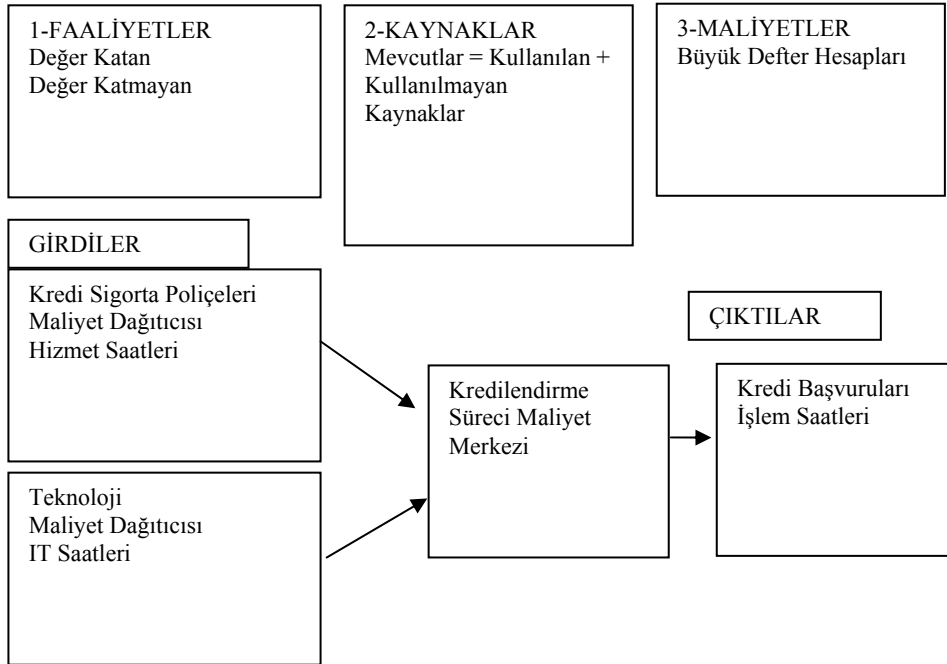 1-FAALİYETLER
Değer Katan
Değer Katmayan
2-KAYNAKLAR
Mevcutlar = Kullanılan +
Kullanılmayan
Kaynaklar
3-MALİYETLER
Büyük Defter Hesapları
GİRDİLER
Kredi Sigorta Poliçeleri
Maliyet Dağıtıcısı
Hizmet Saatleri
Teknoloji
Maliyet Dağıtıcısı
IT Saatleri
Kredilendirme
Süreci Maliyet
Merkezi
ÇIKTILAR
Kredi Başvuruları
İşlem Saatleri